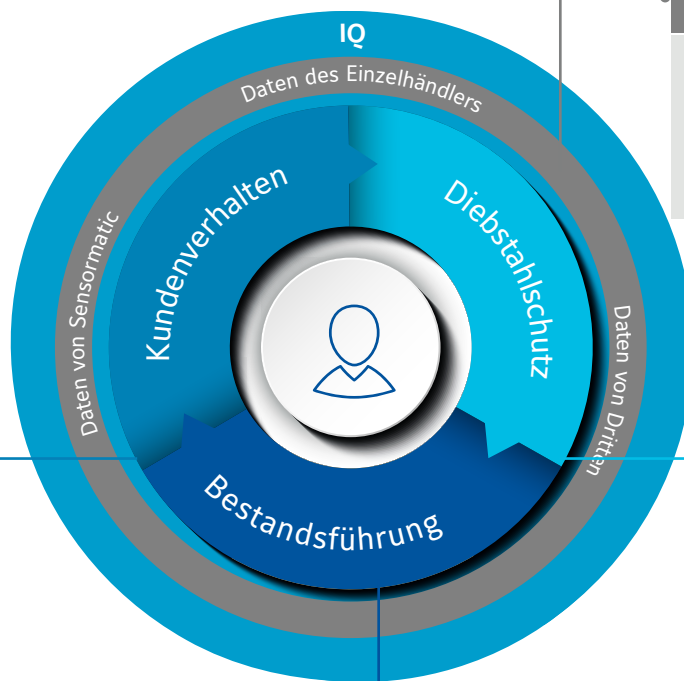 IQ
Daten des Einzelhändlers
Daten von Sensormatic
Daten von Dritten
Kundenverhalten
Diebstahlschutz
Bestandsführung